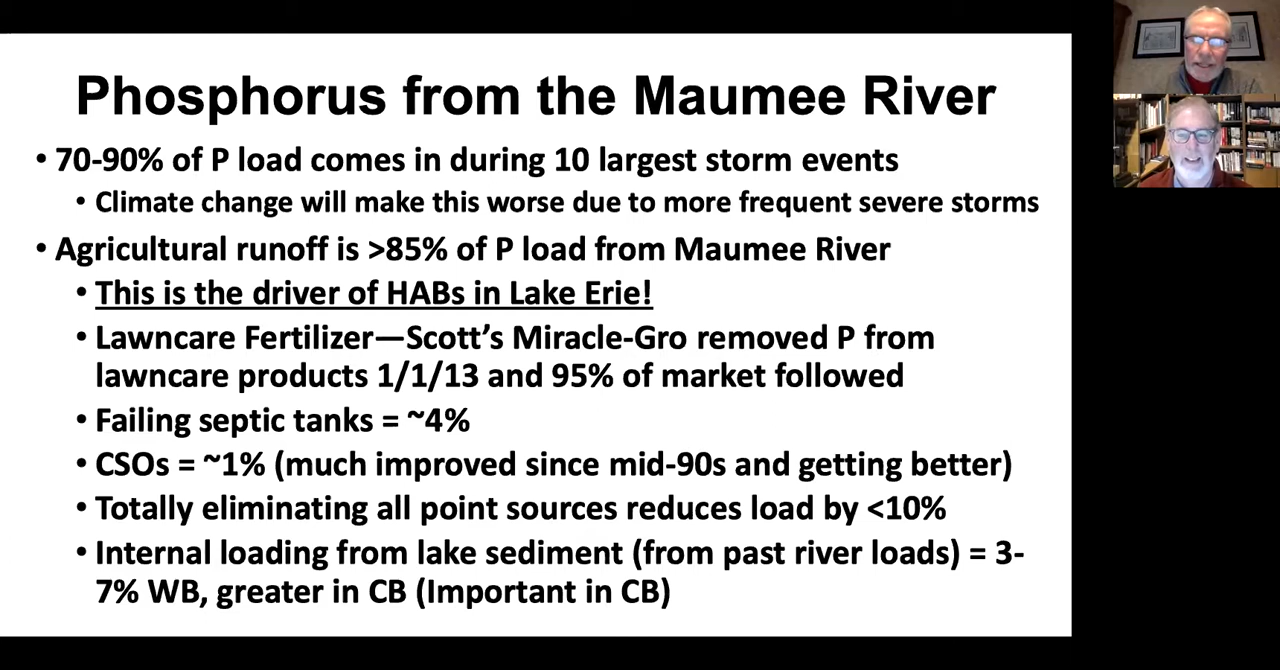 Phosphorus from the Maumee River
• 70-90% of P load comes in during 10 largest storm events
• Climate change will make this worse due to more frequent severe storms
• Agricultural runoff is >85% of P load from Maumee River
• This is the driver of HABs in Lake Erie!
• Lawncare Fertilizer—Scott’s Miracle-Gro removed P from
lawncare products 1/1/13 and 95% of market followed
• Failing septic tanks = ~4%
• CSOs = ~1% (much improved since mid-90s and getting better)
• Totally eliminating all point sources reduces load by <10%
• Internal loading from lake sediment (from past river loads) = 3-
7% WB, greater in CB (Important in CB)